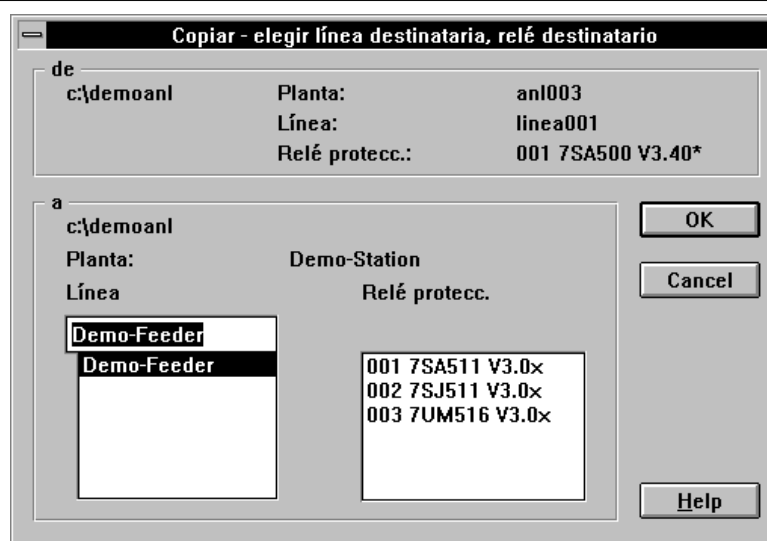 Copiar - elegir línea destinataria, relé destinatario
de
c:\demoanl Planta: anl003
Línea: linea001
Relé protecc.: 001 7SA500 V3.40*
a
c:\demoanl
Planta: Demo-Station
Línea Relé protecc.
Demo-Feeder
Demo-Feeder
001 7SA511 V3.0x
002 7SJ511 V3.0x
003 7UM516 V3.0x
OK
Cancel
Help